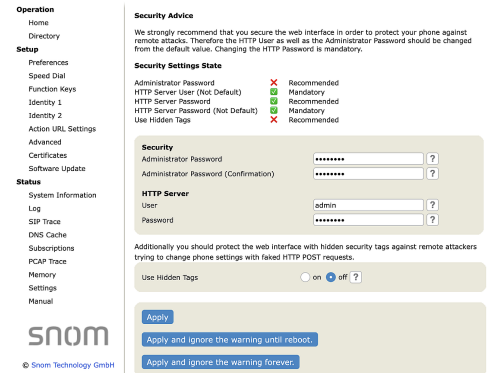 Operation
Home
Directory
Setup
Preferences
Speed Dial
Function Keys
Identity 1
Identity 2
Action URL Settings
Advanced
Certificates
Software Update
Status
System Information
Log
SIP Trace
DNS Cache
Subscriptions
PCAP Trace
Memory
Settings
Manual
snom
© Snom Technology GmbH
Security Advice
We strongly recommend that you secure the web interface in order to protect your phone against
remote attacks. Therefore the HTTP User as well as the Administrator Password should be changed
from the default value. Changing the HTTP Password is mandatory.
Security Settings State
Administrator Password Recommended
HTTP Server User (Not Default) Mandatory
HTTP Server Password Recommended
HTTP Server Password (Not Default) Mandatory
Use Hidden Tags Recommended
Security
Administrator Password •••••••• ?
Administrator Password (Confirmation) •••••••• ?
HTTP Server
User admin ?
Password •••••••• ?
Additionally you should protect the web interface with hidden security tags against remote attackers
trying to change phone settings with faked HTTP POST requests.
Use Hidden Tags on off ?
Apply
Apply and ignore the warning until reboot.
Apply and ignore the warning forever.